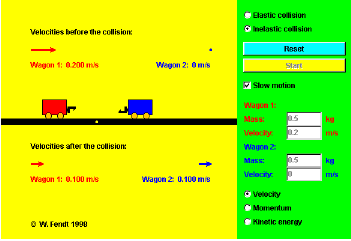 Velocities before the collision:
Wagon 1: 0.200 m/s
Wagon 2: 0 m/s
Velocities after the collision:
Wagon 1: 0.100 m/s
Wagon 2: 0.100 m/s
© W. Fendt 1998
Elastic collision
Inelastic collision
Reset
Start
Slow motion
Wagon 1:
Mass: 0.5 kg
Velocity: 0.2 m/s
Wagon 2:
Mass: 0.5 kg
Velocity: 0 m/s
Velocity
Momentum
Kinetic energy